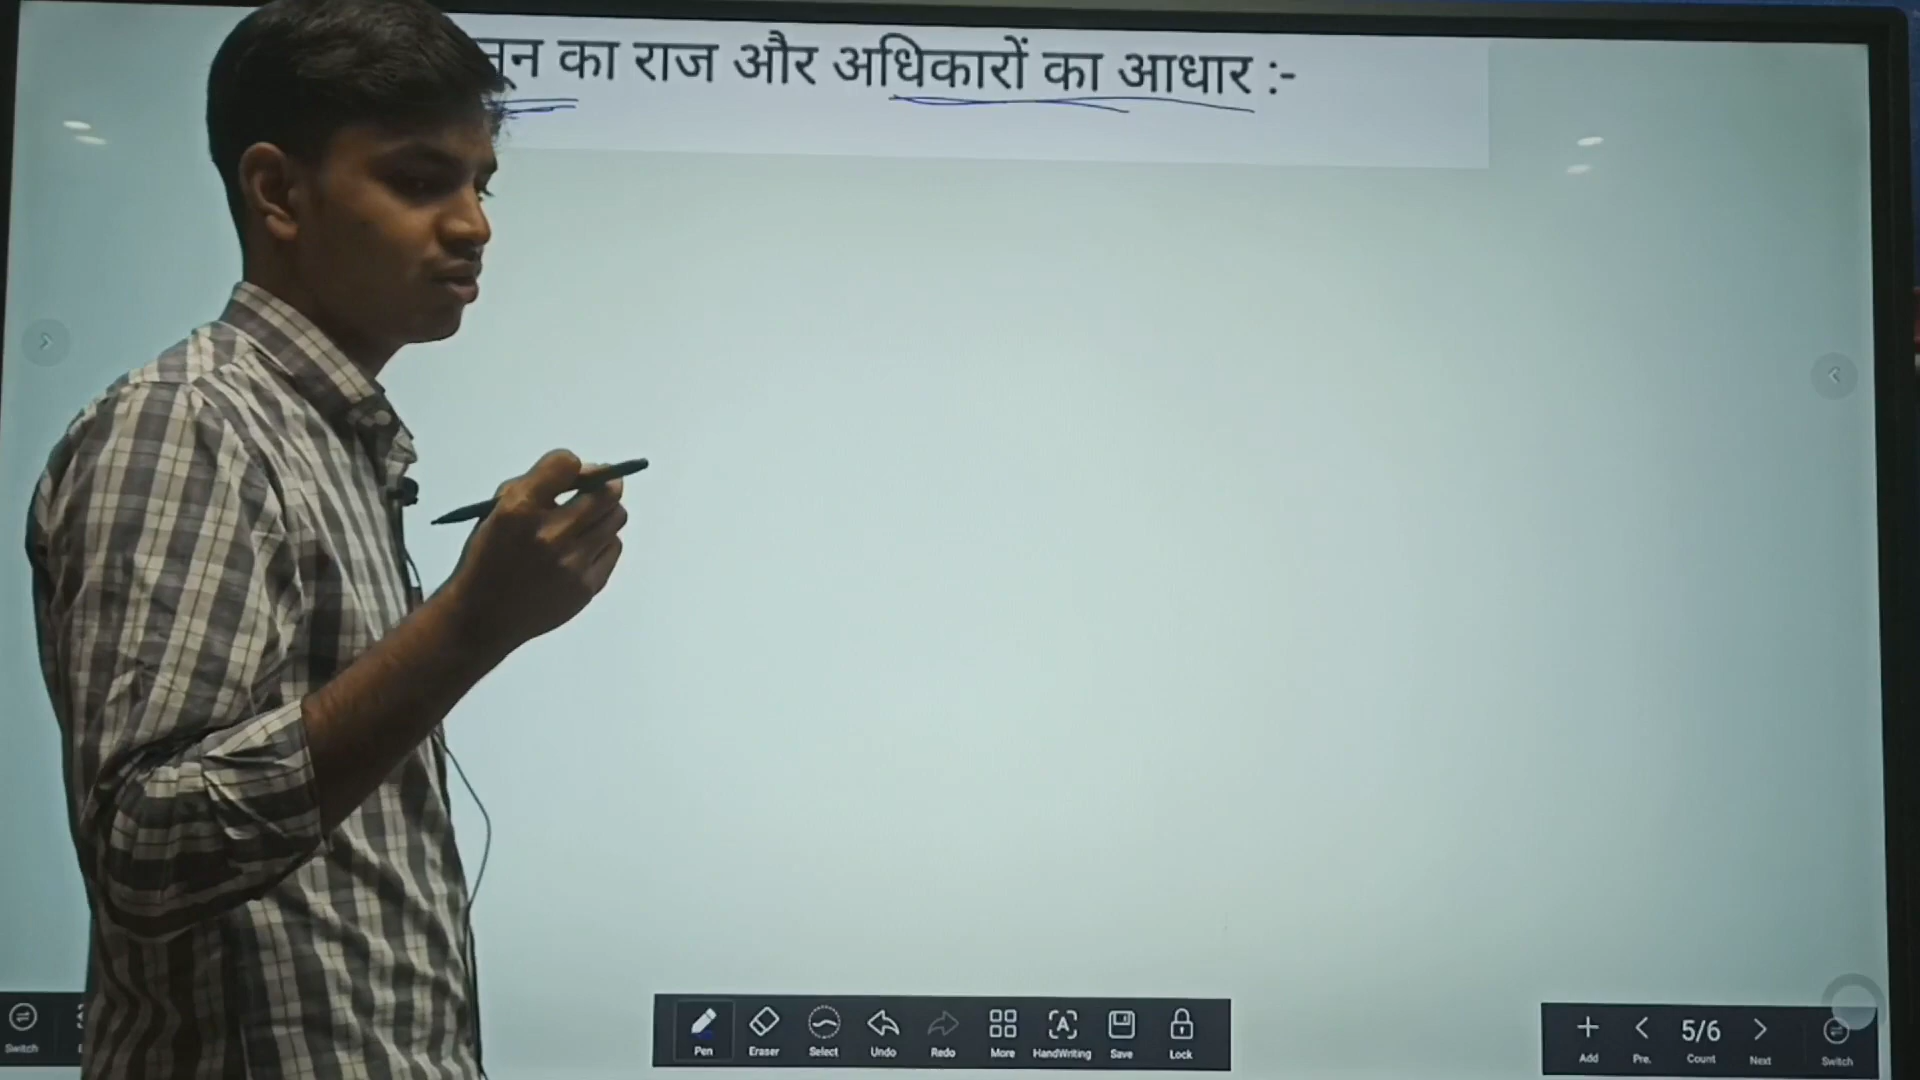 का राज और अधिकारों का आधार :-
Switch
Pen Eraser Select Undo Redo More HandWriting Save Lock
5/6
Add Pre. Count Next Switch